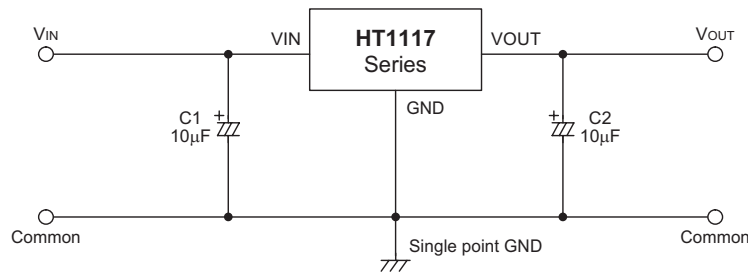 VIN
VIN
HT1117
Series
VOUT
VOUT
GND
C1
10μF
+
+
C2
10μF
Common
Single point GND
Common